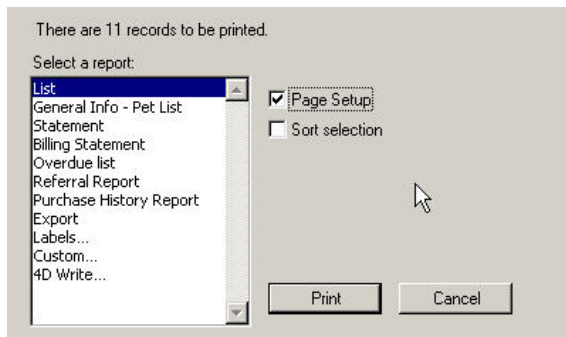 There are 11 records to be printed.
Select a report:
List
General Info - Pet List
Statement
Billing Statement
Overdue list
Referral Report
Purchase History Report
Export
Labels...
Custom...
4D Write...
Page Setup
Sort selection
Print
Cancel